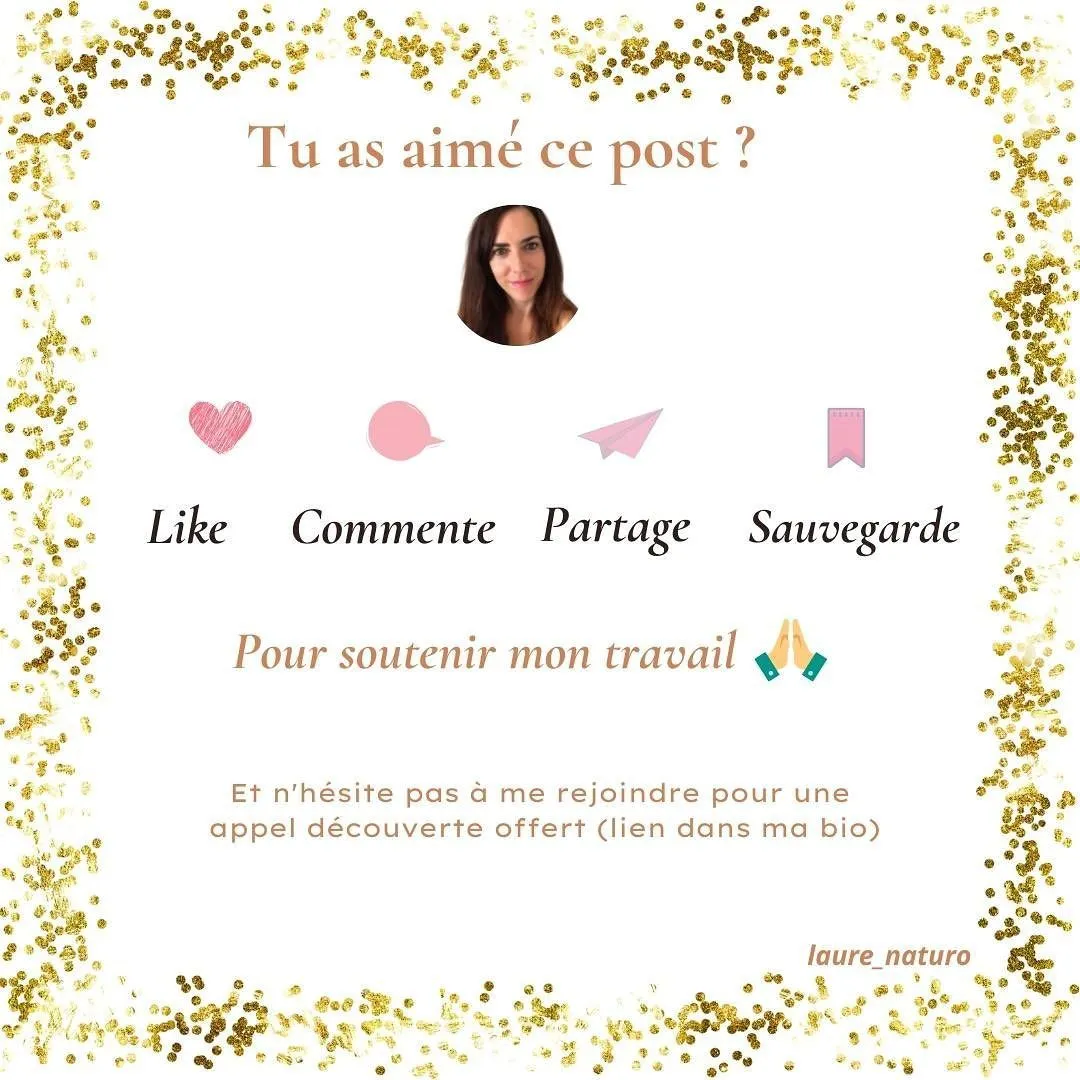 Tu as aimé ce post ?
Like Commente Partage Sauvegarde
Pour soutenir mon travail
Et n'hésite pas à me rejoindre pour une
appel découverte offert (lien dans ma bio)
laure_naturo